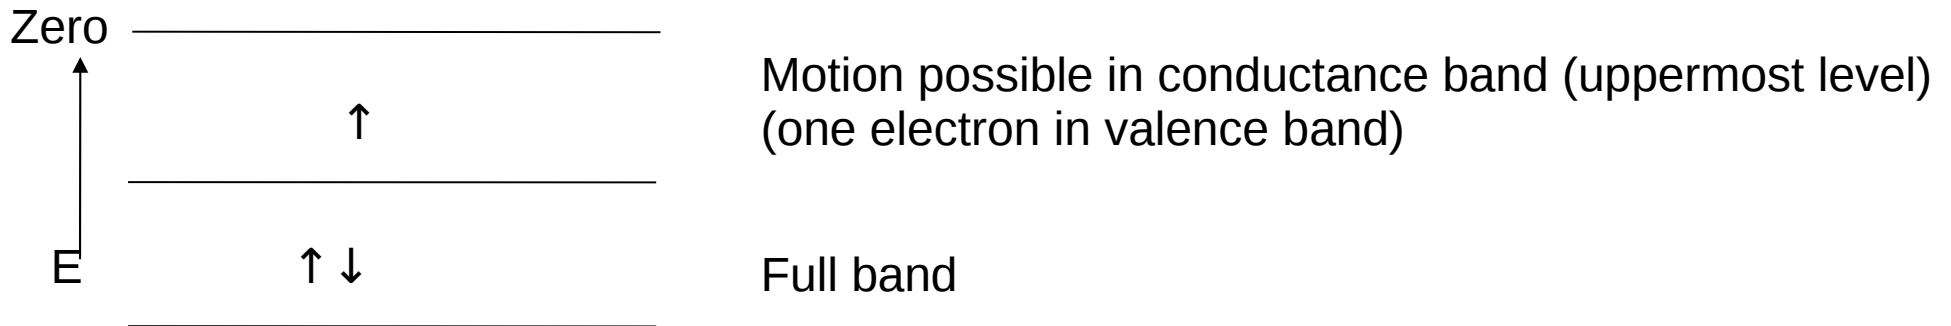 Zero
Motion possible in conductance band (uppermost level)
↑
(one electron in valence band)
E
↑↓
Full band